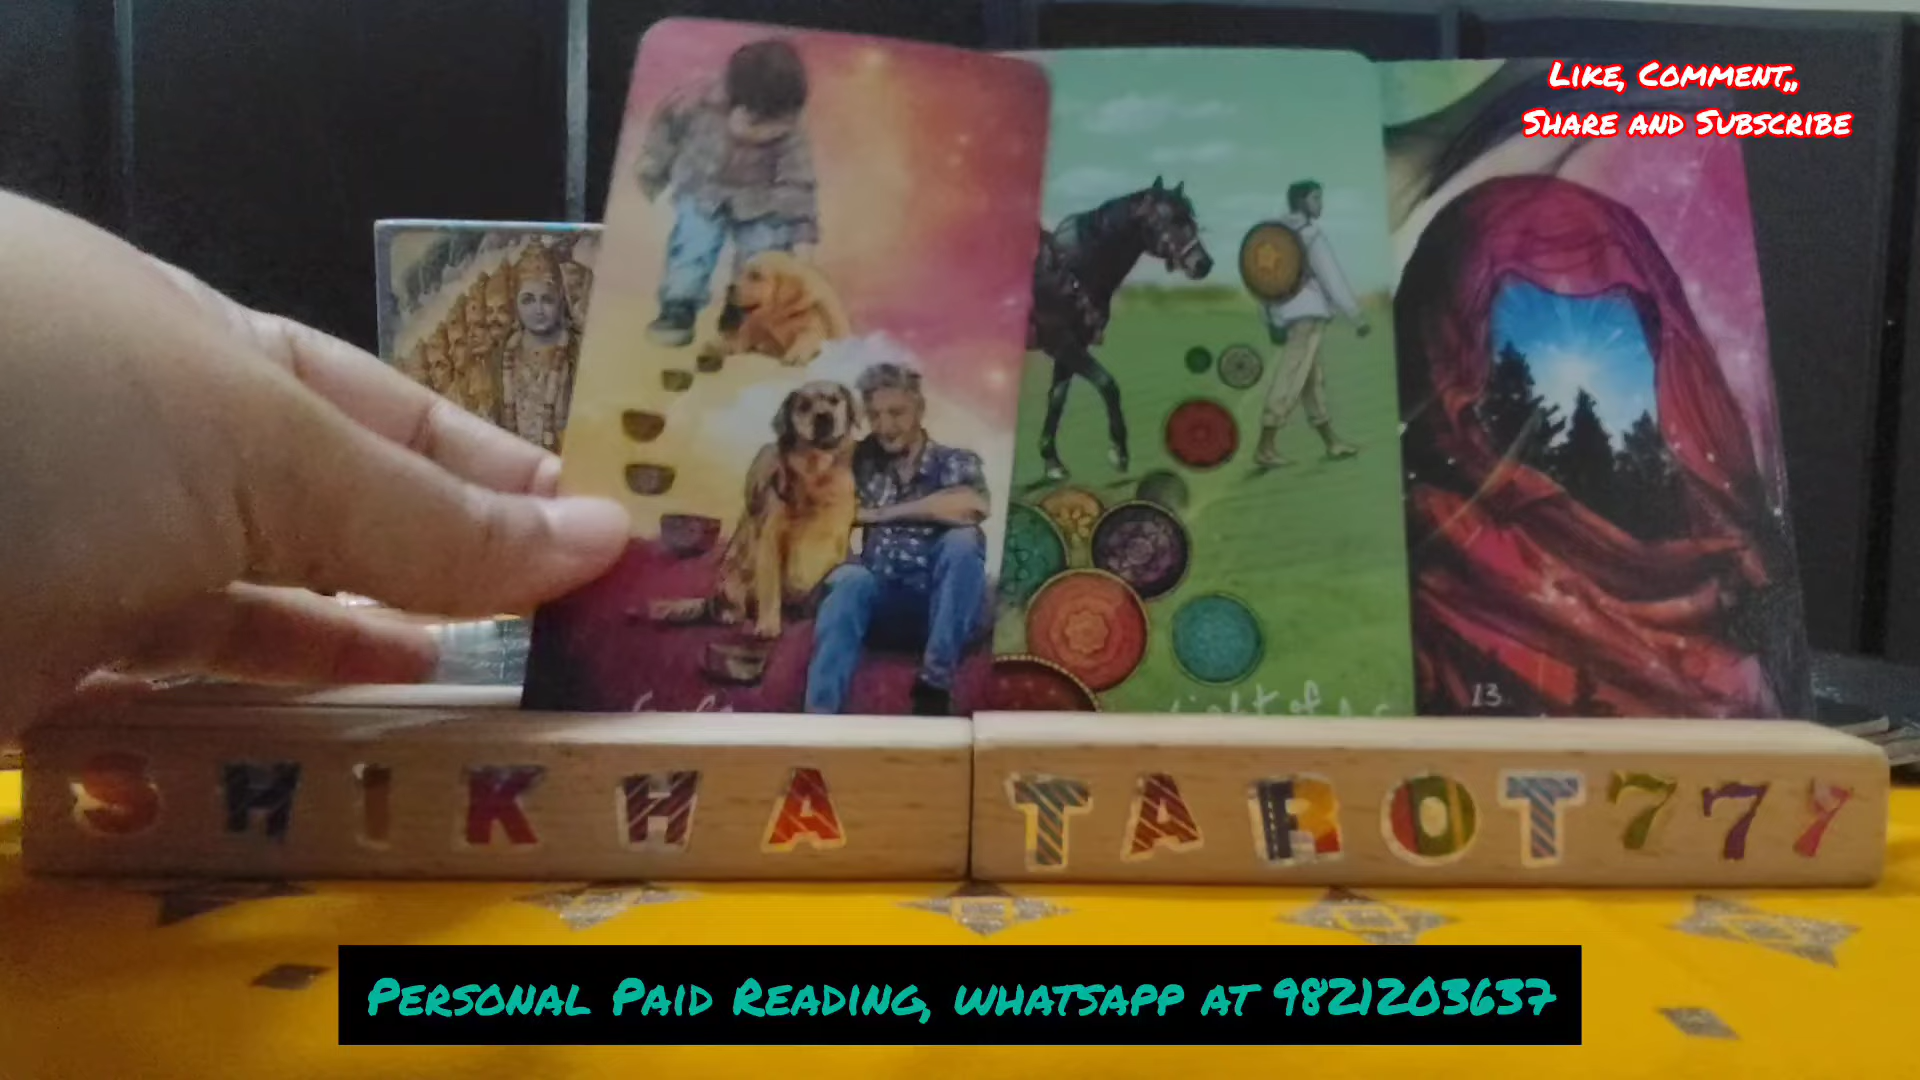 Like, Comment,,
Share and Subscribe
13
SHIKHA TAROT777
Personal Paid Reading, whatsapp at 9821203637